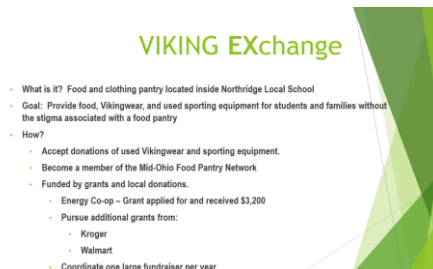 VIKING EXchange
What is it? Food and clothing pantry located inside Northridge Local School
Goal: Provide food, Vikingwear, and used sporting equipment for students and families without
the stigma associated with a food pantry
How?
Accept donations of used Vikingwear and sporting equipment.
Become a member of the Mid-Ohio Food Pantry Network
Funded by grants and local donations.
Energy Co-op – Grant applied for and received $3,200
Pursue additional grants from:
Kroger
Walmart
Coordinate one large fundraiser per year